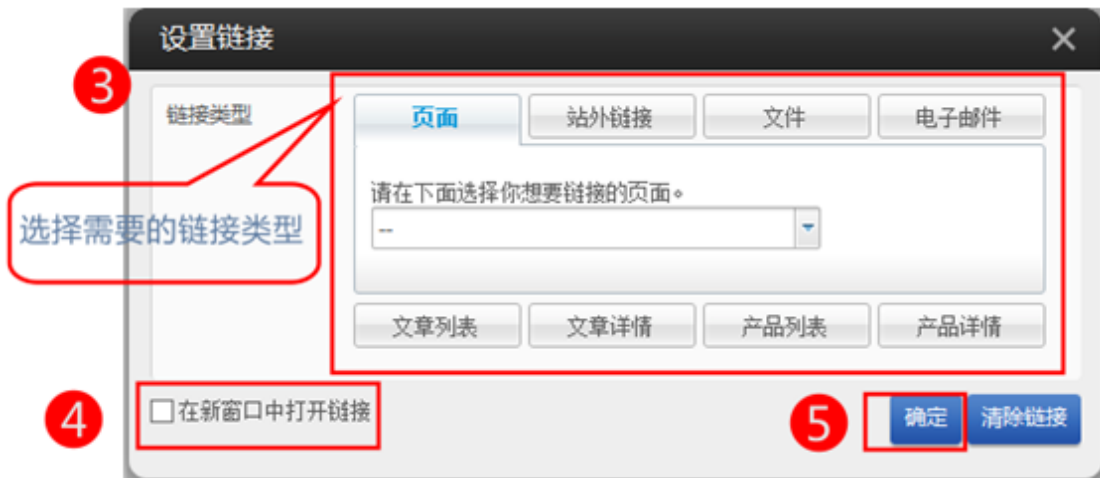 设置链接
3
链接类型
页面 站外链接 文件 电子邮件
请在下面选择你想要链接的页面。
选择需要的链接类型
--
文章列表 文章详情 产品列表 产品详情
4
在新窗口中打开链接
5
确定 清除链接